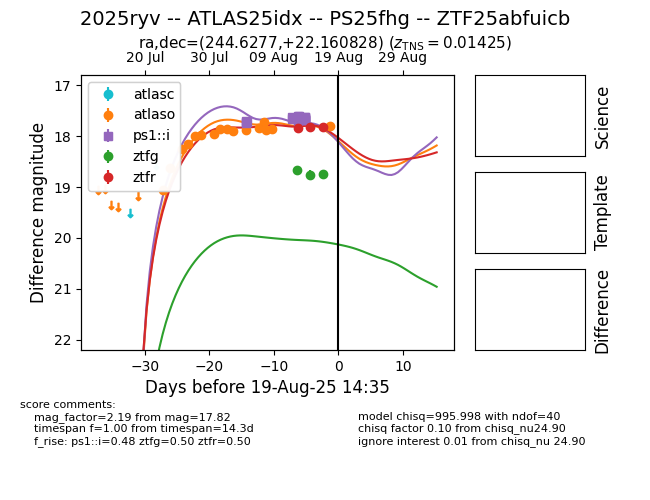 2025ryv -- ATLAS25idx -- PS25fhg -- ZTF25abfuicb
ra,dec=(244.6277,+22.160828) (z_TNS = 0.01425)
20 Jul 30 Jul 09 Aug 19 Aug 29 Aug
17
18
19
20
21
22
Difference magnitude
atlasc
atlaso
ps1::i
ztfg
ztfr
−30 −20 −10 0 10
Days before 19-Aug-25 14:35
Science
Template
Difference
score comments:
mag_factor=2.19 from mag=17.82
timespan f=1.00 from timespan=14.3d
f_rise: ps1::i=0.48 ztfg=0.50 ztfr=0.50
model chisq=995.998 with ndof=40
chisq factor 0.10 from chisq_nu24.90
ignore interest 0.01 from chisq_nu 24.90